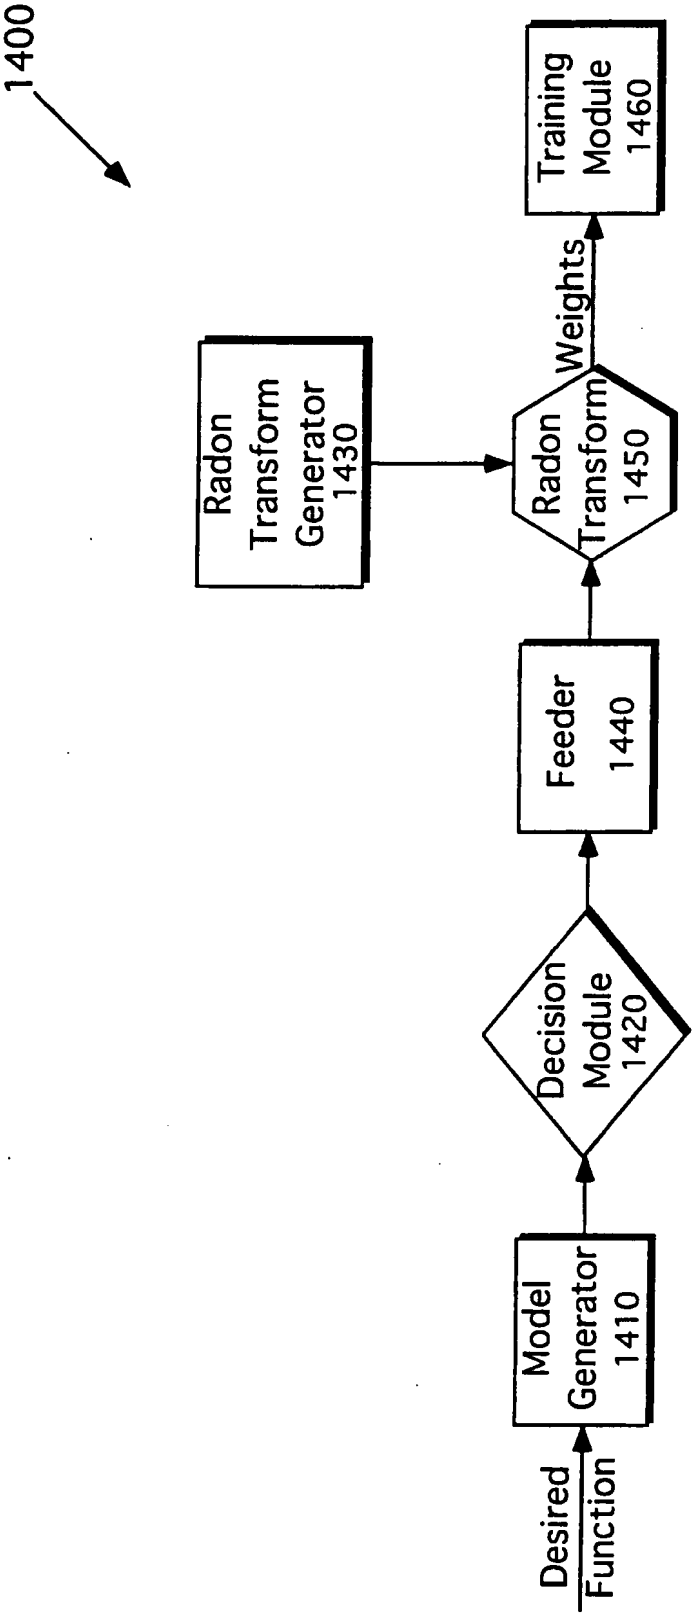 1400
Desired
Function
Model
Generator
1410
Decision
Module
1420
Feeder
1440
Radon
Transform
Generator
1430
Radon
Transform
1450
Weights
Training
Module
1460